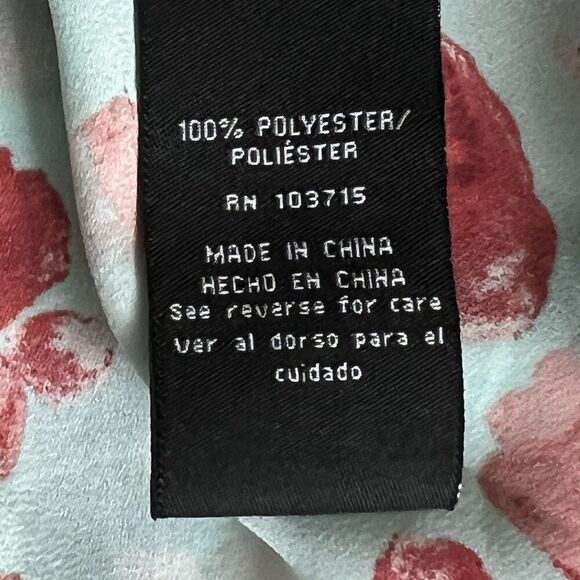 100% POLYESTER/
POLIÉSTER
RN 103715
MADE IN CHINA
HECHO EN CHINA
See reverse for care
Ver al dorso para el
cuidado